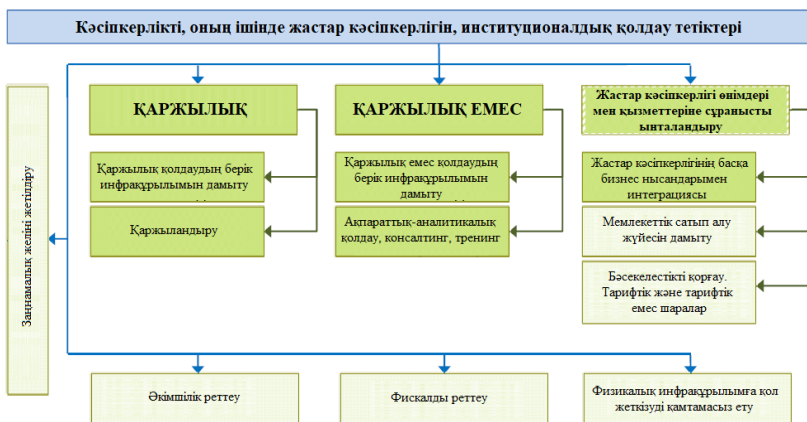 Кәсіпкерлікті, оның ішінде жастар кәсіпкерлігін, институционалдық қолдау тетіктері
Заңнамалық желіні жетілдіру
ҚАРЖЫЛЫҚ
Қаржылық қолдаудың берік
инфрақұрылымын дамыту
Қаржыландыру
ҚАРЖЫЛЫҚ ЕМЕС
Қаржылық емес қолдаудың
берік инфрақұрылымын
дамыту
Ақпараттық-аналитикалық
қолдау, консалтинг, тренинг
Жастар кәсіпкерлігі өнімдері
мен қызметтеріне сұранысты
ынталандыру
Жастар кәсіпкерлігінің басқа
бизнес нысандарымен
интеграциясы
Мемлекеттік сатып алу
жүйесін дамыту
Бәсекелестікті қорғау.
Тарифтік және тарифтік
емес шаралар
Әкімшілік реттеу
Фискалды реттеу
Физикалық инфрақұрылымға қол
жеткізуді қамтамасыз ету